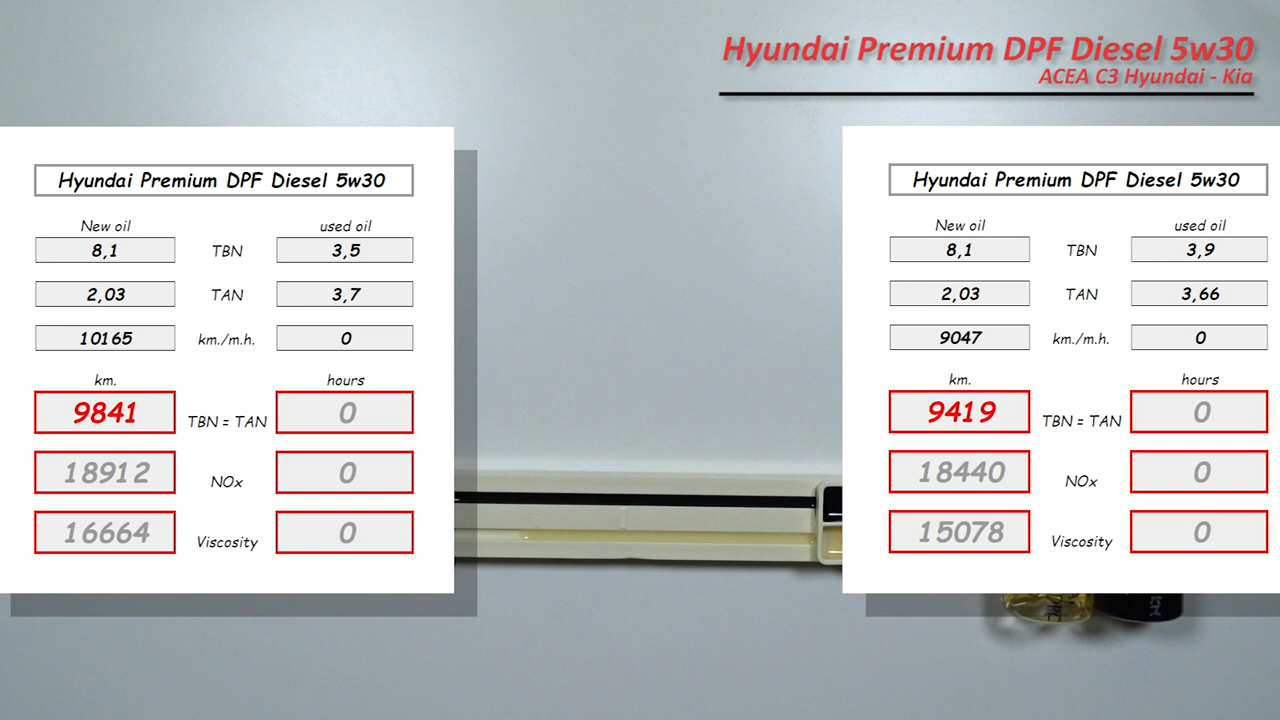 Hyundai Premium DPF Diesel 5w30
ACEA C3 Hyundai - Kia
Hyundai Premium DPF Diesel 5w30
New oil used oil
8,1 TBN 3,5
2,03 TAN 3,7
10165 km./m.h. 0
km. hours
9841 TBN = TAN 0
18912 NOx 0
16664 Viscosity 0
Hyundai Premium DPF Diesel 5w30
New oil used oil
8,1 TBN 3,9
2,03 TAN 3,66
9047 km./m.h. 0
km. hours
9419 TBN = TAN 0
18440 NOx 0
15078 Viscosity 0